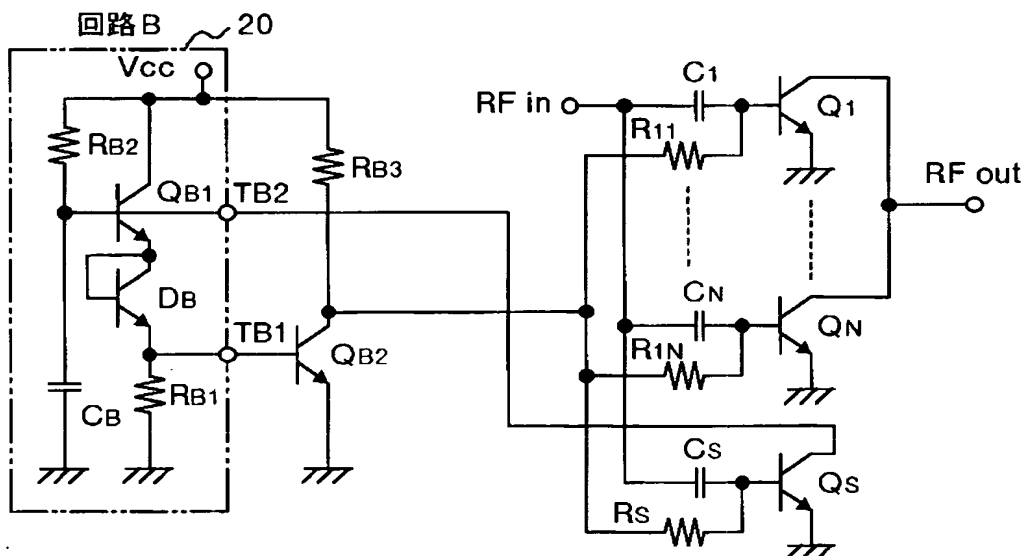 回路B 20
Vcc
RB2
QB1
TB2
RB3
DB
TB1
QB2
CB
RB1
RF in
C1
Q1
R11
RF out
CN
QN
R1N
CS
QS
RS